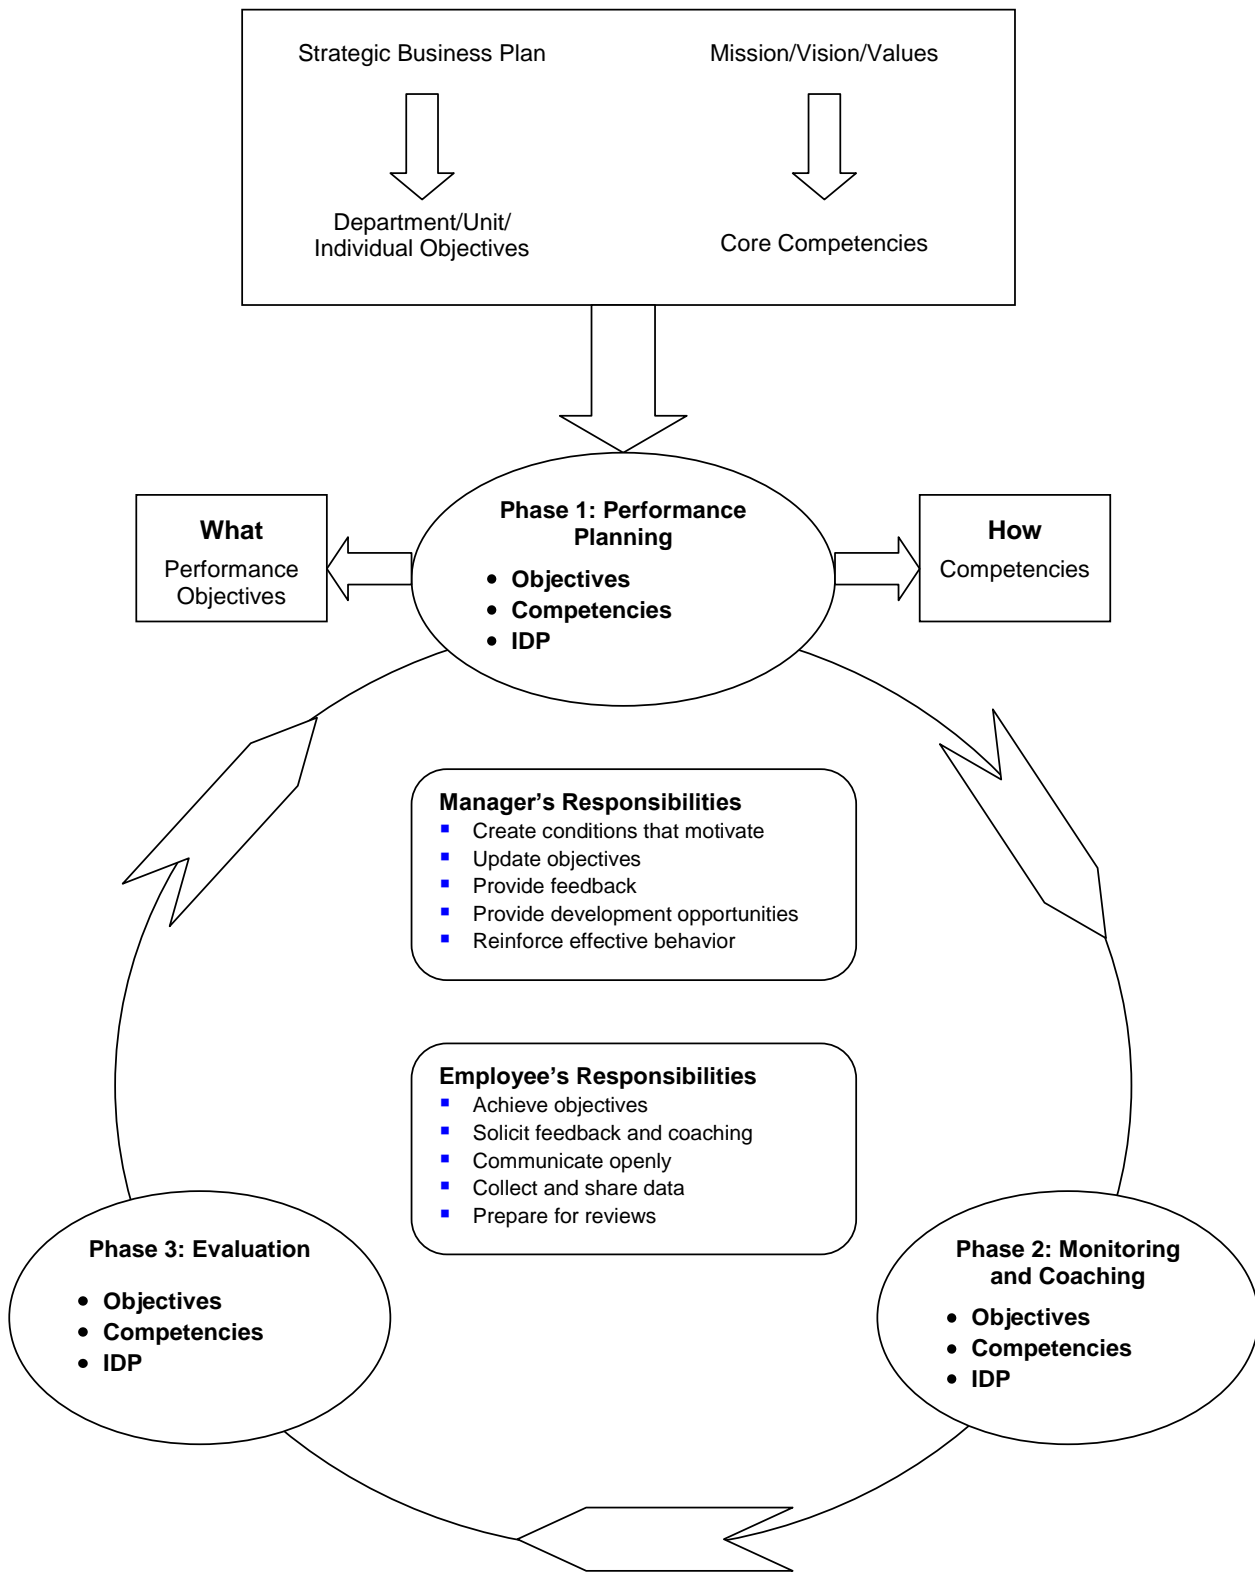 Strategic Business Plan
Mission/Vision/Values
Department/Unit/
Individual Objectives
Core Competencies
Phase 1: Performance
Planning
• Objectives
• Competencies
• IDP
What
Performance
Objectives
How
Competencies
Manager’s Responsibilities
▪ Create conditions that motivate
▪ Update objectives
▪ Provide feedback
▪ Provide development opportunities
▪ Reinforce effective behavior
Employee’s Responsibilities
▪ Achieve objectives
▪ Solicit feedback and coaching
▪ Communicate openly
▪ Collect and share data
▪ Prepare for reviews
Phase 3: Evaluation
• Objectives
• Competencies
• IDP
Phase 2: Monitoring
and Coaching
• Objectives
• Competencies
• IDP